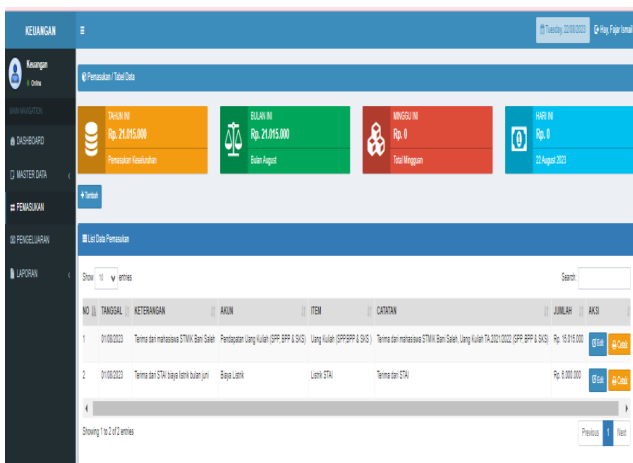 KEUANGAN
Tuesday, 22/08/2023
Hay, Fajar Ismail
Keuangan
Online
MAIN NAVIGATION
DASHBOARD
MASTER DATA
PEMASUKAN
PENGELUARAN
LAPORAN
Pemasukan / Tabel Data
TAHUN INI
Rp. 21.015.000
Pemasukan Keseluruhan
BULAN INI
Rp. 21.015.000
Bulan August
MINGGU INI
Rp. 0
Total Mingguan
HARI INI
Rp. 0
22 August 2023
+ Tambah
List Data Pemasukan
Show 10 entries
Search:
NO TANGGAL KETERANGAN AKUN ITEM CATATAN JUMLAH AKSI
1 01/08/2023 Terima dari mahasiswa STMIK Bani Saleh Pendapatan Uang Kuliah (SPP, BPP & SKS) Uang Kuliah (SPP/BPP & SKS ) Terima dari mahasiswa STMIK Bani Saleh, Uang Kuliah TA.2021/2022 (SPP, BPP & SKS) Rp. 15.015.000 Edit Cetak
2 01/08/2023 Terima dari STAI biaya listrik bulan juni Biaya Listrik Listrik STAI Terima dari STAI Rp. 6.000.000 Edit Cetak
Showing 1 to 2 of 2 entries
Previous 1 Next